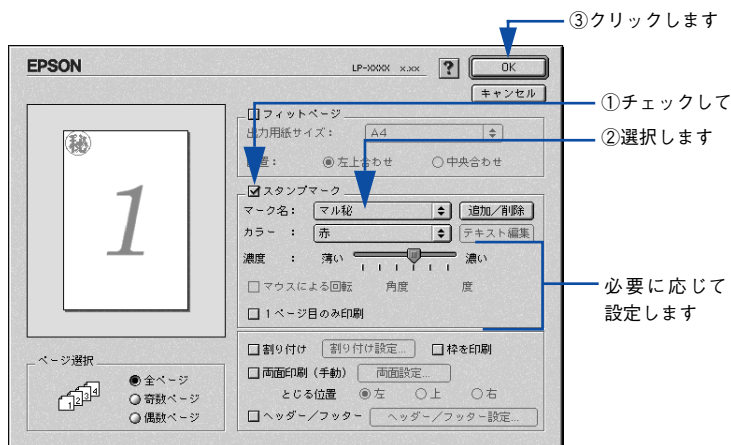 ③クリックします
EPSON
LP-XXXX x.xx
?
OK
キャンセル
①チェックして
フィットページ
出力用紙サイズ： A4
②選択します
置： 左上合わせ 中央合わせ
㊙
1
スタンプマーク
マーク名： マル秘 追加／削除
カラー ： 赤 テキスト編集
濃度 ： 薄い 濃い
マウスによる回転 角度 度
1ページ目のみ印刷
必要に応じて
設定します
割り付け 割り付け設定... 枠を印刷
両面印刷（手動） 両面設定...
とじる位置 左 上 右
ヘッダー／フッター ヘッダー／フッター設定...
ページ選択
1 2 3 4
全ページ
奇数ページ
偶数ページ